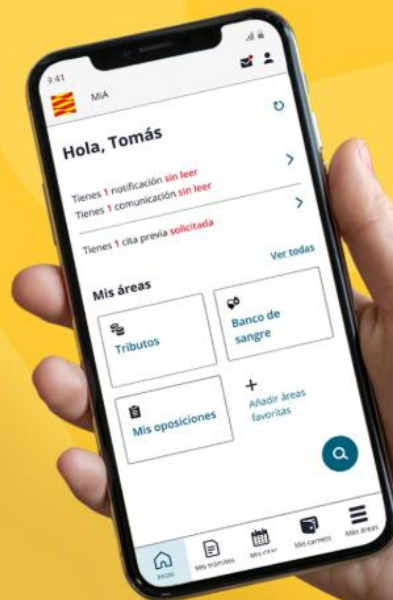 9:41
MIA
Hola, Tomás
Tienes 1 notificación sin leer
Tienes 1 comunicación sin leer
Tienes 1 cita previa solicitada
Mis áreas
Ver todas
Tributos
Banco de
sangre
Mis oposiciones
Añadir áreas
favoritas
Inicio
Mis trámites
Mis citas
Mis carnets
Más áreas